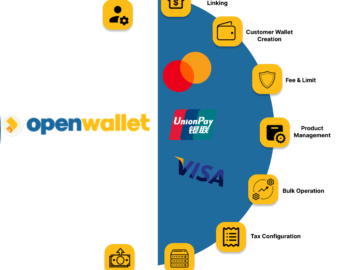 Linking
Customer Wallet
Creation
Fee & Limit
openwallet
UnionPay
银联
Product
Management
VISA
Bulk Operation
Tax Configuration